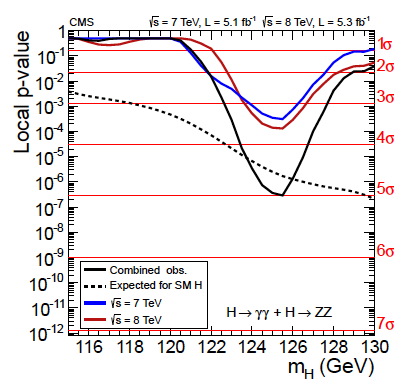 CMS √s = 7 TeV, L = 5.1 fb⁻¹ √s = 8 TeV, L = 5.3 fb⁻¹
Local p-value
1
10⁻¹
10⁻²
10⁻³
10⁻⁴
10⁻⁵
10⁻⁶
10⁻⁷
10⁻⁸
10⁻⁹
10⁻¹⁰
10⁻¹¹
10⁻¹²
1σ
2σ
3σ
4σ
5σ
6σ
7σ
Combined obs.
Expected for SM H
√s = 7 TeV
√s = 8 TeV
H → γγ + H → ZZ
116 118 120 122 124 126 128 130
m_H (GeV)